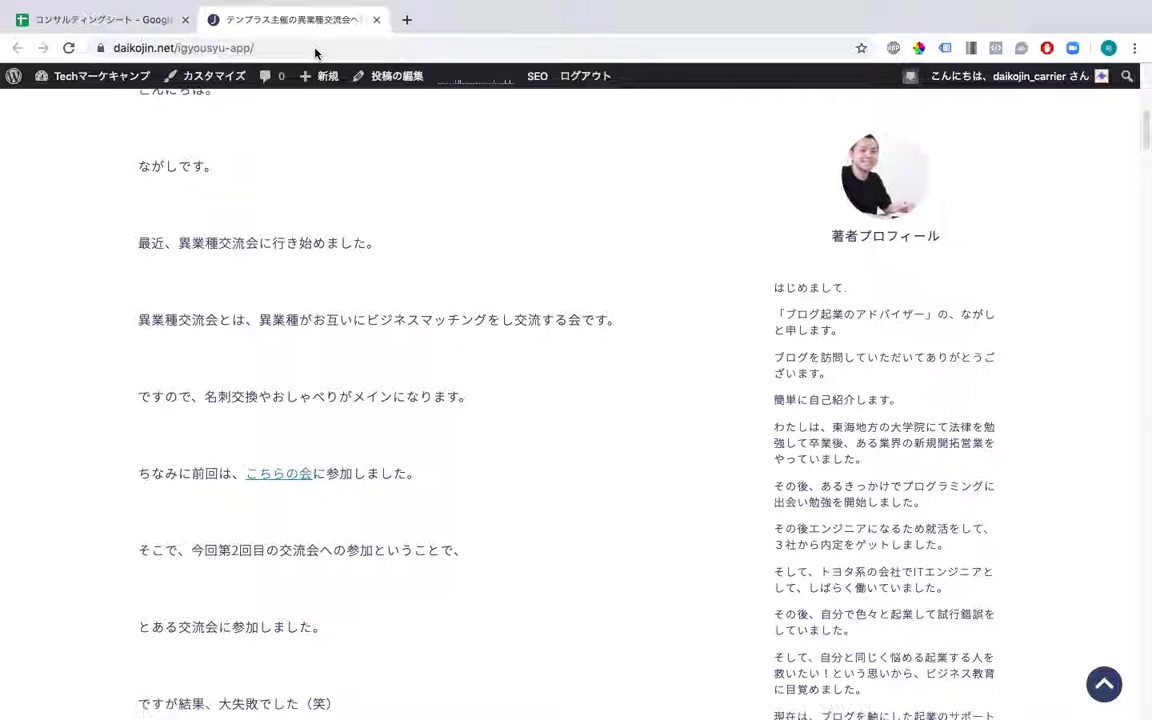 コンサルティングシート - Googl
テンプラス主催の異業種交流会へ
daikojin.net/igyousyu-app/
Techマーケキャンプ
カスタマイズ
0
新規
投稿の編集
SEO
ログアウト
こんにちは、daikojin_carrier さん
こんにちは。
ながしです。
最近、異業種交流会に行き始めました。
異業種交流会とは、異業種がお互いにビジネスマッチングをし交流する会です。
ですので、名刺交換やおしゃべりがメインになります。
ちなみに前回は、こちらの会に参加しました。
そこで、今回第2回目の交流会への参加ということで、
とある交流会に参加しました。
ですが結果、大失敗でした（笑）
著者プロフィール
はじめまして.
「ブログ起業のアドバイザー」の、ながし
と申します。
ブログを訪問していただいてありがとうご
ざいます。
簡単に自己紹介します。
わたしは、東海地方の大学院にて法律を勉
強して卒業後、ある業界の新規開拓営業を
やっていました。
その後、あるきっかけでプログラミングに
出会い勉強を開始しました。
その後エンジニアになるため就活をして、
３社から内定をゲットしました。
そして、トヨタ系の会社でITエンジニアと
して、しばらく働いていました。
その後、自分で色々と起業して試行錯誤を
していました。
そして、自分と同じく悩める起業する人を
救いたい！という思いから、ビジネス教育
に目覚めました。
現在は、ブログを軸にした起業のサポート